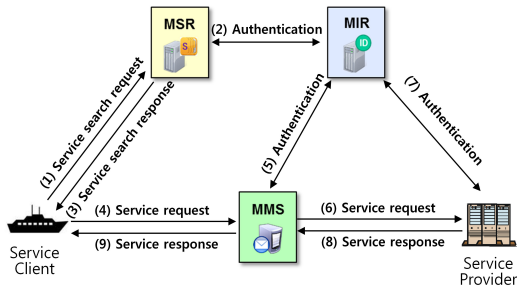 MSR
S
(2) Authentication
MIR
ID
(1) Service search request
(3) Service search response
(5) Authentication
(7) Authentication
(4) Service request
MMS
(6) Service request
(9) Service response
(8) Service response
Service
Client
Service
Provider